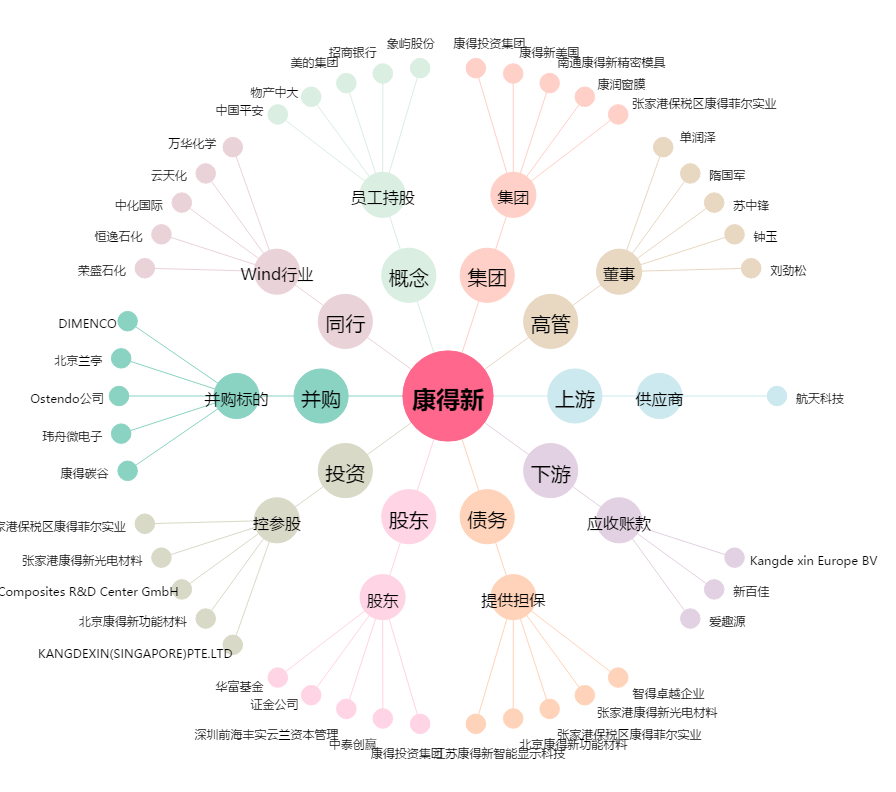 象屿股份
康得投资集团
招商银行
康得新美国
美的集团
南通康得新精密模具
物产中大
康润窗膜
中国平安
张家港保税区康得菲尔实业
万华化学
单润泽
云天化
隋国军
员工持股
集团
中化国际
苏中锋
恒逸石化
钟玉
荣盛石化
Wind行业
概念
集团
董事
刘劲松
同行
高管
DIMENCO
北京兰亭
Ostendo公司
并购标的
并购
康得新
上游
供应商
航天科技
玮舟微电子
康得碳谷
投资
下游
家港保税区康得菲尔实业
控参股
股东
债务
应收账款
张家港康得新光电材料
Kangde xin Europe BV
Composites R&D Center GmbH
新百佳
股东
提供担保
北京康得新功能材料
爱趣源
KANGDEXIN(SINGAPORE)PTE.LTD
华富基金
智得卓越企业
证金公司
张家港康得新光电材料
深圳前海丰实云兰资本管理
张家港保税区康得菲尔实业
中泰创赢
北京康得新功能材料
康得投资集团
江苏康得新智能显示科技